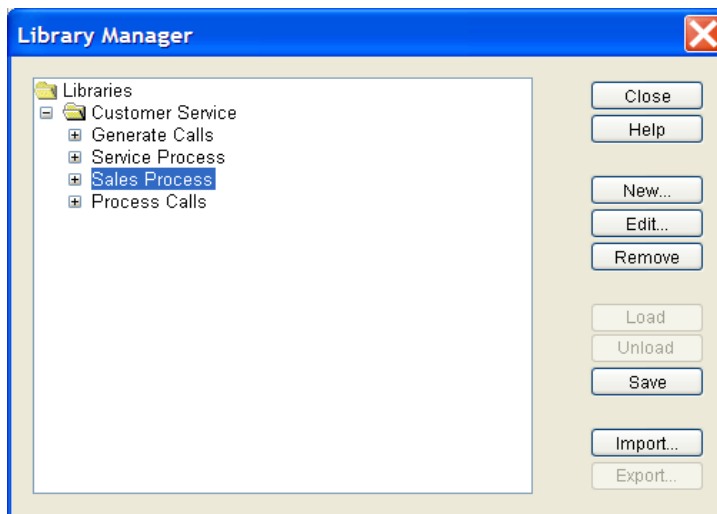 Library Manager
Libraries
Customer Service
Generate Calls
Service Process
Sales Process
Process Calls
Close
Help
New...
Edit...
Remove
Load
Unload
Save
Import...
Export...